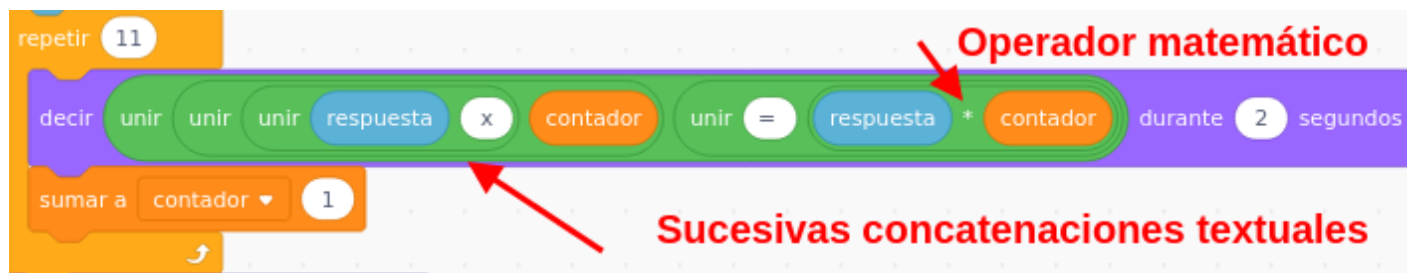 repetir 11
Operador matemático
decir unir unir unir respuesta x contador unir = respuesta * contador durante 2 segundos
sumar a contador 1
Sucesivas concatenaciones textuales